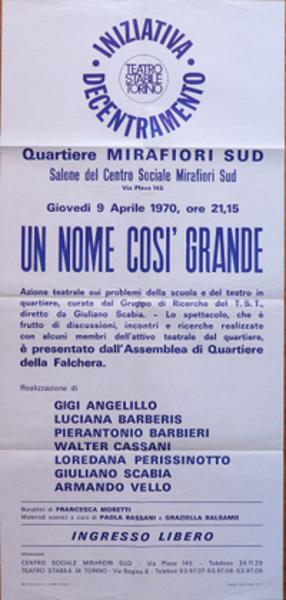 INIZIATIVA
DECENTRAMENTO
TEATRO
STABILE
TORINO
Quartiere MIRAFIORI SUD
Salone del Centro Sociale Mirafiori Sud
Via Plava 145
Giovedì 9 Aprile 1970, ore 21,15
UN NOME COSI' GRANDE
Azione teatrale sui problemi della scuola e del teatro in
quartiere, curata dal Gruppo di Ricerche del T.S.T.,
diretto da Giuliano Scabia. - Lo spettacolo, che è
frutto di discussioni, incontri e ricerche realizzate
con alcuni membri dell'attivo teatrale del quartiere,
è presentato dall'Assemblea di Quartiere
della Falchera.
Realizzazione di
GIGI ANGELILLO
LUCIANA BARBERIS
PIERANTONIO BARBIERI
WALTER CASSANI
LOREDANA PERISSINOTTO
GIULIANO SCABIA
ARMANDO VELLO
Burattini di FRANCESCA MORETTI
Materiali scenici a cura di PAOLA BASSANI e GRAZIELLA BALSAMO
INGRESSO LIBERO
Informazioni
CENTRO SOCIALE MIRAFIORI SUD - Via Plava 145 - Telefono 34.11.29
TEATRO STABILE DI TORINO - Via Rogino 8 - Telefoni 53.97.07 - 53.97.08 - 53.97.09